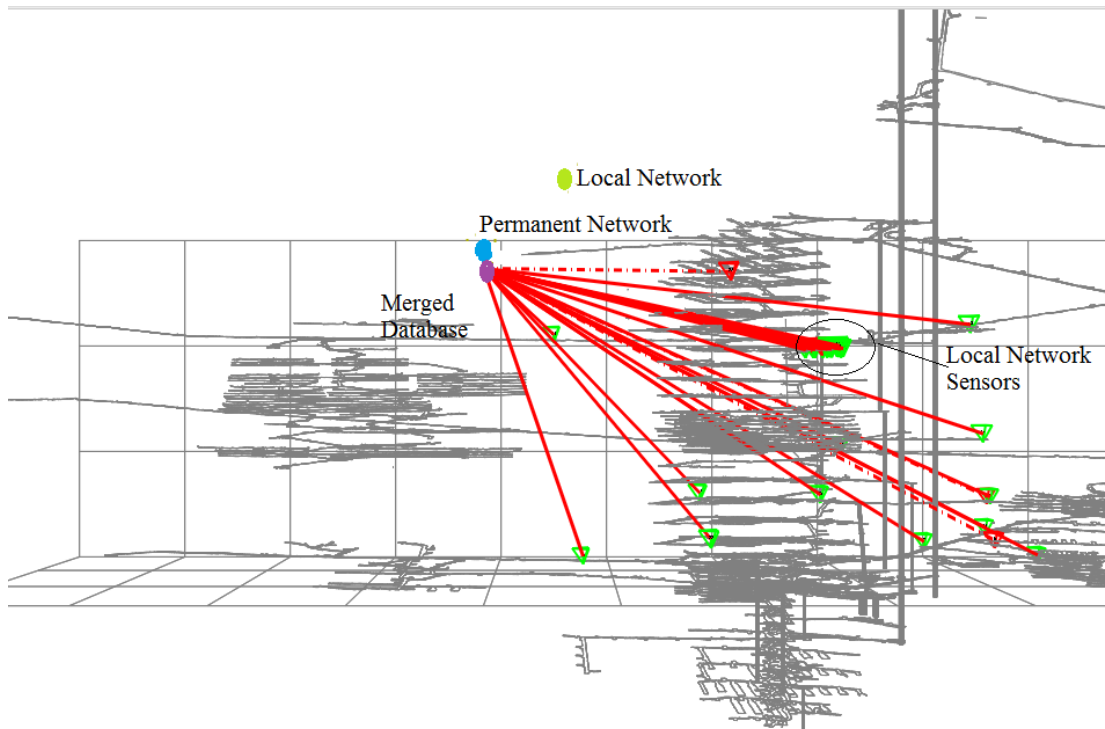 Local Network
Permanent Network
Merged
Database
Local Network
Sensors